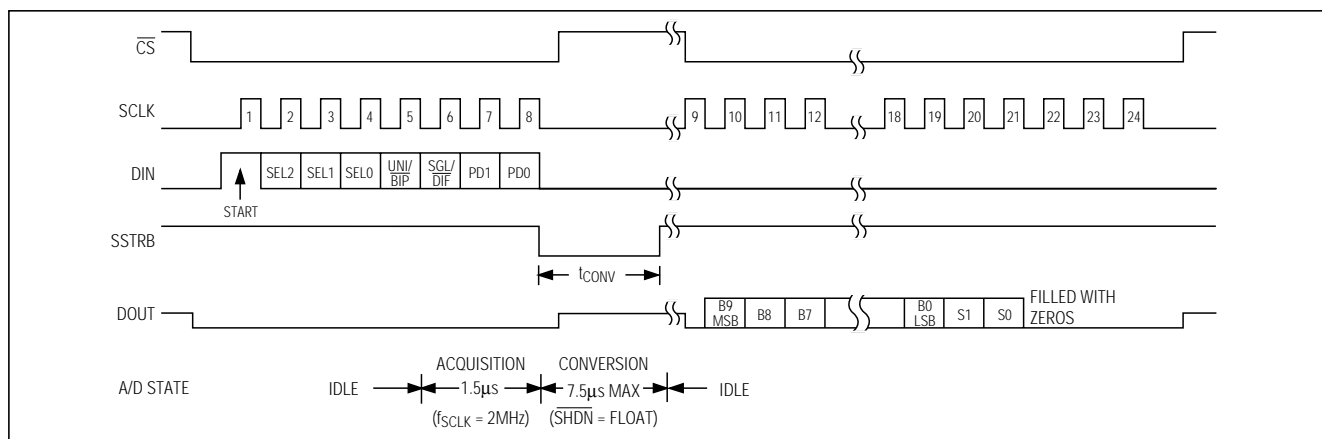 CS
SCLK
1 2 3 4 5 6 7 8 9 10 11 12 18 19 20 21 22 23 24
DIN
SEL2 SEL1 SEL0 UNI/BIP SGL/DIF PD1 PD0
START
SSTRB
tCONV
DOUT
B9 MSB B8 B7 B0 LSB S1 S0
FILLED WITH
ZEROS
A/D STATE
IDLE
ACQUISITION
1.5μs
(fSCLK = 2MHz)
CONVERSION
7.5μs MAX
(SHDN = FLOAT)
IDLE